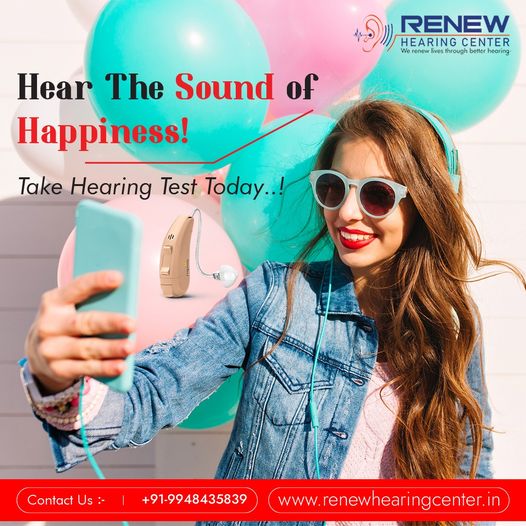 RENEW
HEARING CENTER
We renew lives through better hearing
Hear The Sound of
Happiness!
Take Hearing Test Today..!
Contact Us :- | +91-9948435839
www.renewhearingcenter.in